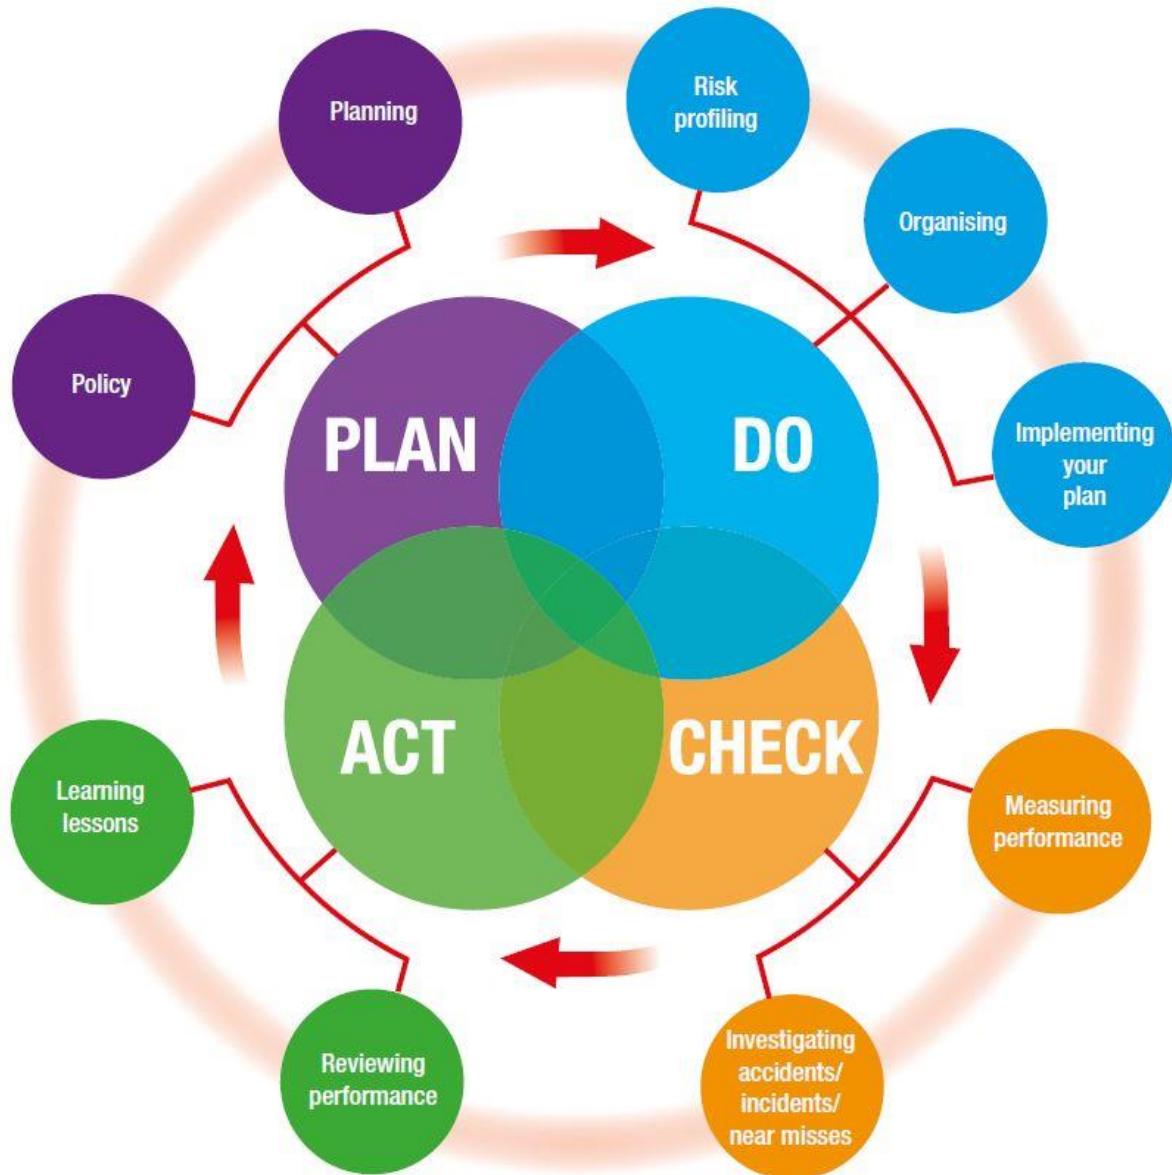 Planning
Risk
profiling
Organising
Policy
Implementing
your
plan
PLAN
DO
ACT
CHECK
Learning
lessons
Measuring
performance
Reviewing
performance
Investigating
accidents/
incidents/
near misses